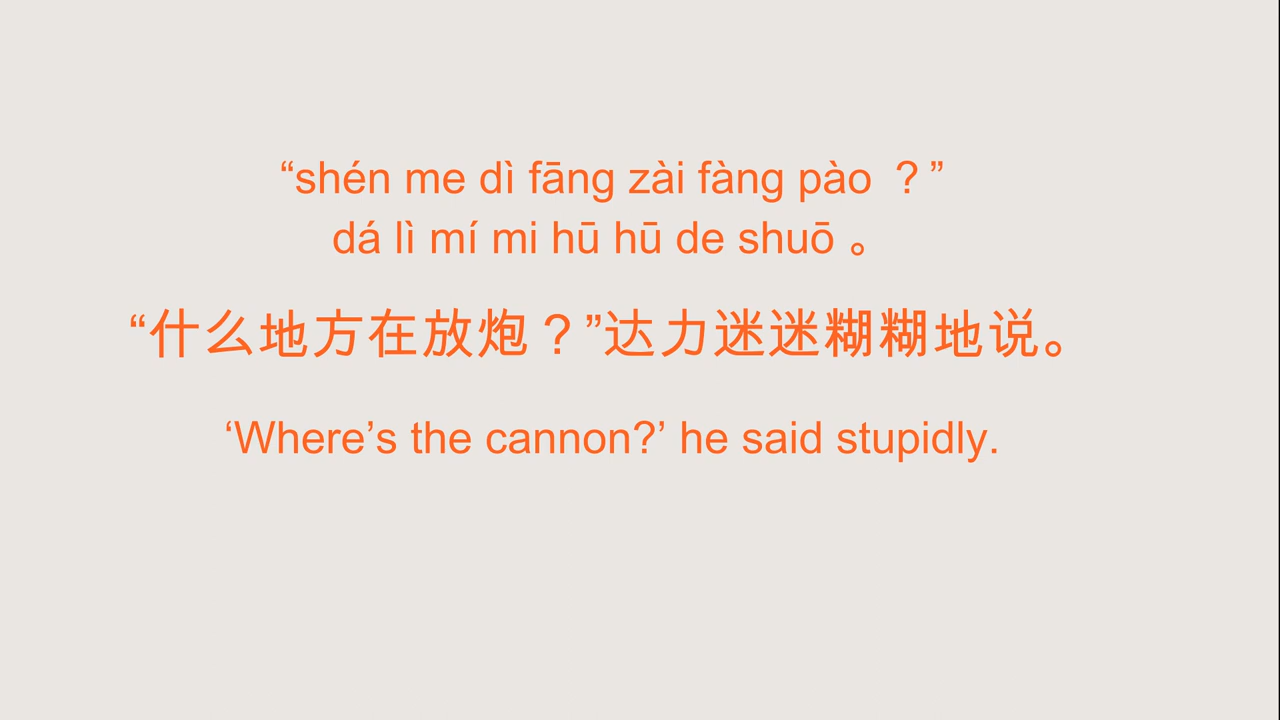 “shén me dì fāng zài fàng pào ？”
dá lì mí mi hū hū de shuō 。
“什么地方在放炮？”达力迷迷糊糊地说。
‘Where’s the cannon?’ he said stupidly.